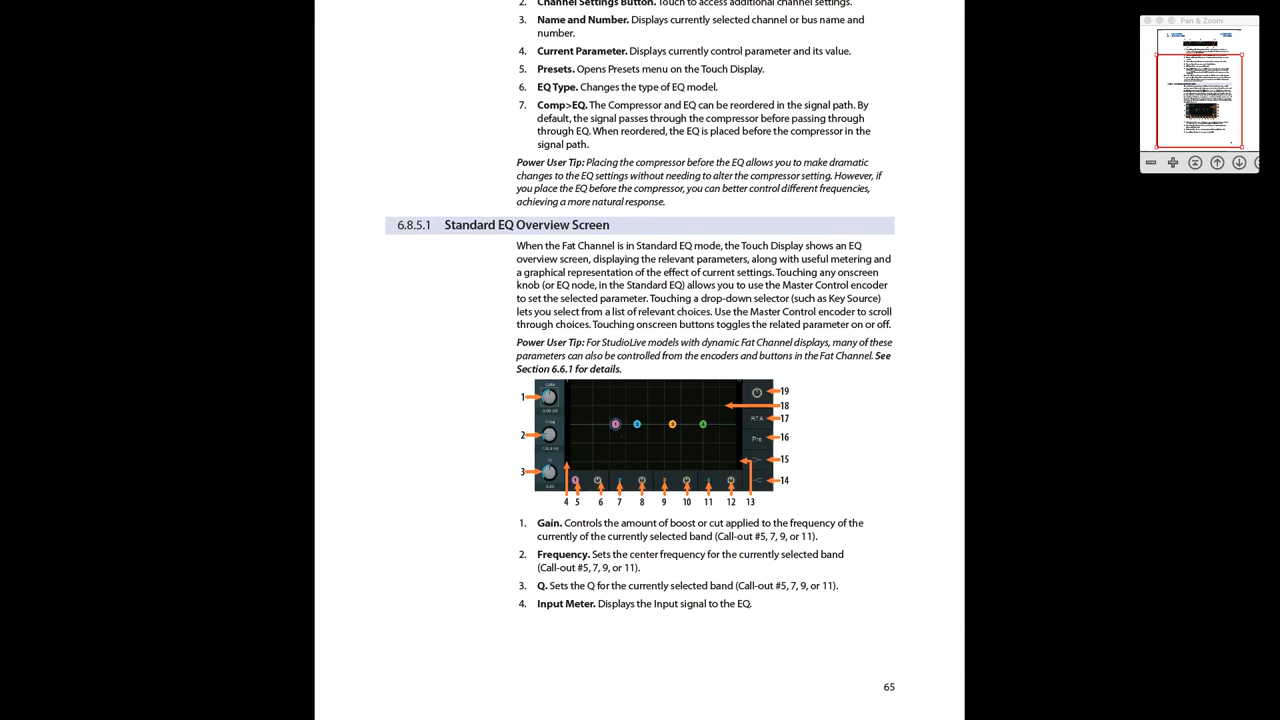 2. Channel Settings Button. Touch to access additional channel settings.
3. Name and Number. Displays currently selected channel or bus name and
number.
4. Current Parameter. Displays currently control parameter and its value.
5. Presets. Opens Presets menu on the Touch Display.
6. EQ Type. Changes the type of EQ model.
7. Comp>EQ. The Compressor and EQ can be reordered in the signal path. By
default, the signal passes through the compressor before passing through
through EQ. When reordered, the EQ is placed before the compressor in the
signal path.
Power User Tip: Placing the compressor before the EQ allows you to make dramatic
changes to the EQ settings without needing to alter the compressor setting. However, if
you place the EQ before the compressor, you can better control different frequencies,
achieving a more natural response.
6.8.5.1 Standard EQ Overview Screen
When the Fat Channel is in Standard EQ mode, the Touch Display shows an EQ
overview screen, displaying the relevant parameters, along with useful metering and
a graphical representation of the effect of current settings. Touching any onscreen
knob (or EQ node, in the Standard EQ) allows you to use the Master Control encoder
to set the selected parameter. Touching a drop-down selector (such as Key Source)
lets you select from a list of relevant choices. Use the Master Control encoder to scroll
through choices. Touching onscreen buttons toggles the related parameter on or off.
Power User Tip: For StudioLive models with dynamic Fat Channel displays, many of these
parameters can also be controlled from the encoders and buttons in the Fat Channel. See
Section 6.6.1 for details.
Gain
1
2
3
19
18
RTA 17
Pre 16
15
14
4 5 6 7 8 9 10 11 12 13
1. Gain. Controls the amount of boost or cut applied to the frequency of the
currently of the currently selected band (Call-out #5, 7, 9, or 11).
2. Frequency. Sets the center frequency for the currently selected band
(Call-out #5, 7, 9, or 11).
3. Q. Sets the Q for the currently selected band (Call-out #5, 7, 9, or 11).
4. Input Meter. Displays the Input signal to the EQ.
65
Pan & Zoom